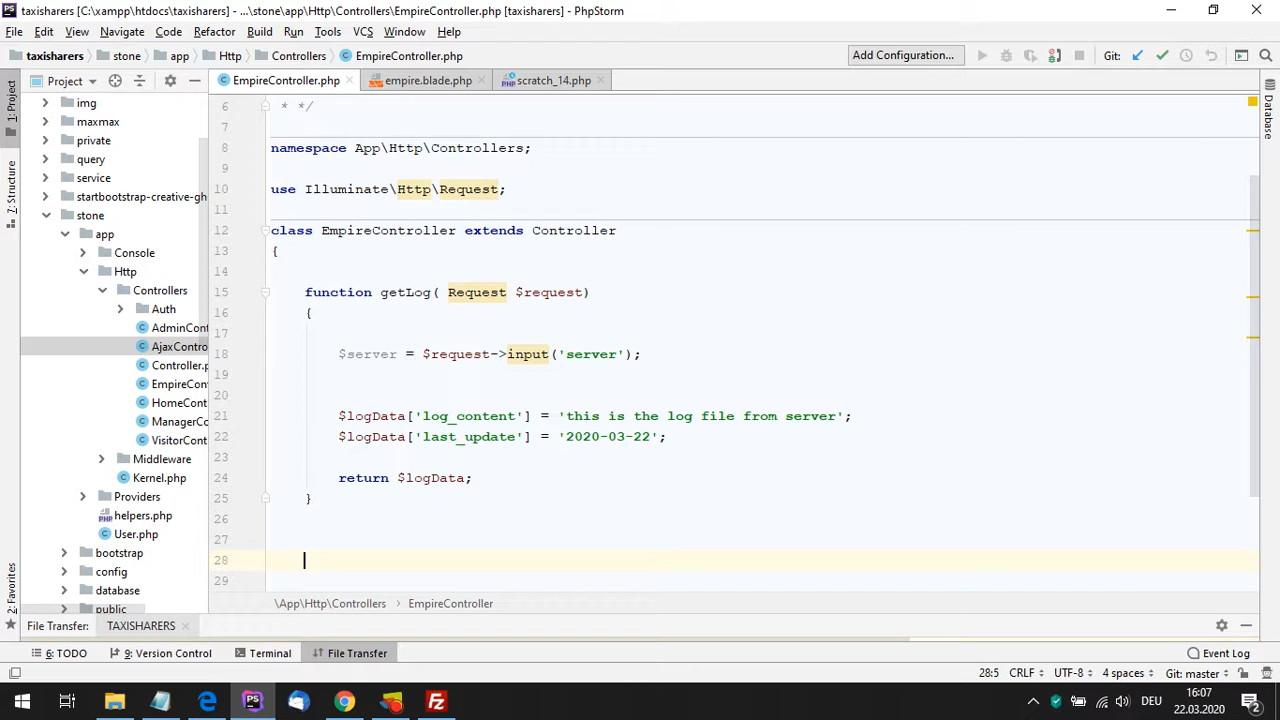 taxisharers [C:\xampp\htdocs\taxisharers] - ...\stone\app\Http\Controllers\EmpireController.php [taxisharers] - PhpStorm
File Edit View Navigate Code Refactor Build Run Tools VCS Window Help
taxisharers stone app Http Controllers EmpireController.php Add Configuration... Git:
Project EmpireController.php empire.blade.php scratch_14.php
1: Project
7: Structure
2: Favorites
Database
img
maxmax
private
query
service
startbootstrap-creative-gh
stone
app
Console
Http
Controllers
Auth
AdminCont
AjaxContro
Controller.p
EmpireCont
HomeCont
ManagerCo
VisitorCont
Middleware
Kernel.php
Providers
helpers.php
User.php
bootstrap
config
database
public
6 * */
7
8 namespace App\Http\Controllers;
9
10 use Illuminate\Http\Request;
11
12 class EmpireController extends Controller
13 {
14
15 function getLog( Request $request)
16 {
17
18 $server = $request->input('server');
19
20
21 $logData['log_content'] = 'this is the log file from server';
22 $logData['last_update'] = '2020-03-22';
23
24 return $logData;
25 }
26
27
28
29
\App\Http\Controllers EmpireController
File Transfer: TAXISHARERS
6: TODO 9: Version Control Terminal File Transfer Event Log
28:5 CRLF UTF-8 4 spaces Git: master
DEU 16:07
22.03.2020 2